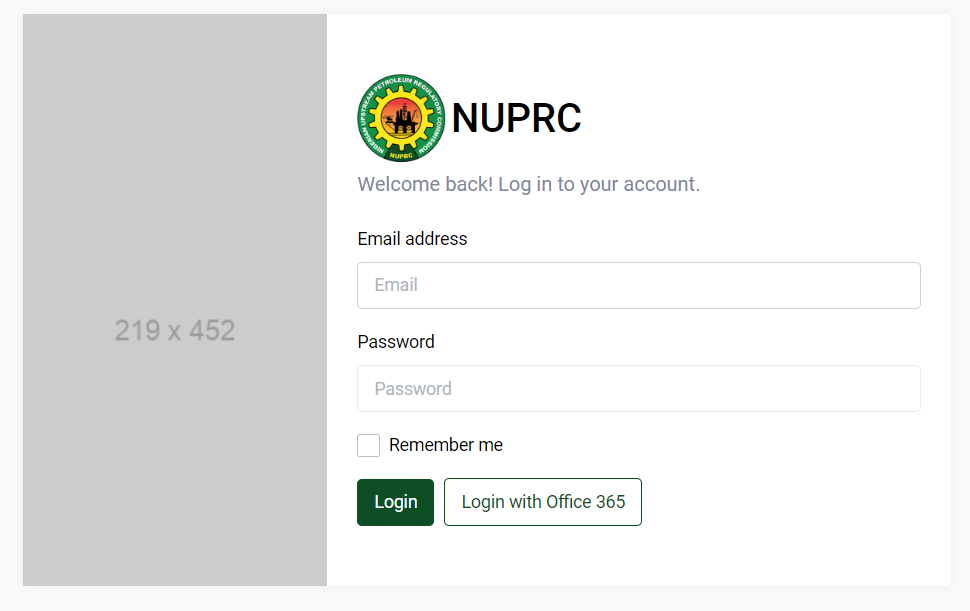 219 x 452
NIGERIAN UPSTREAM PETROLEUM REGULATORY COMMISSION
NUPRC
NUPRC
Welcome back! Log in to your account.
Email address
Email
Password
Password
Remember me
Login
Login with Office 365